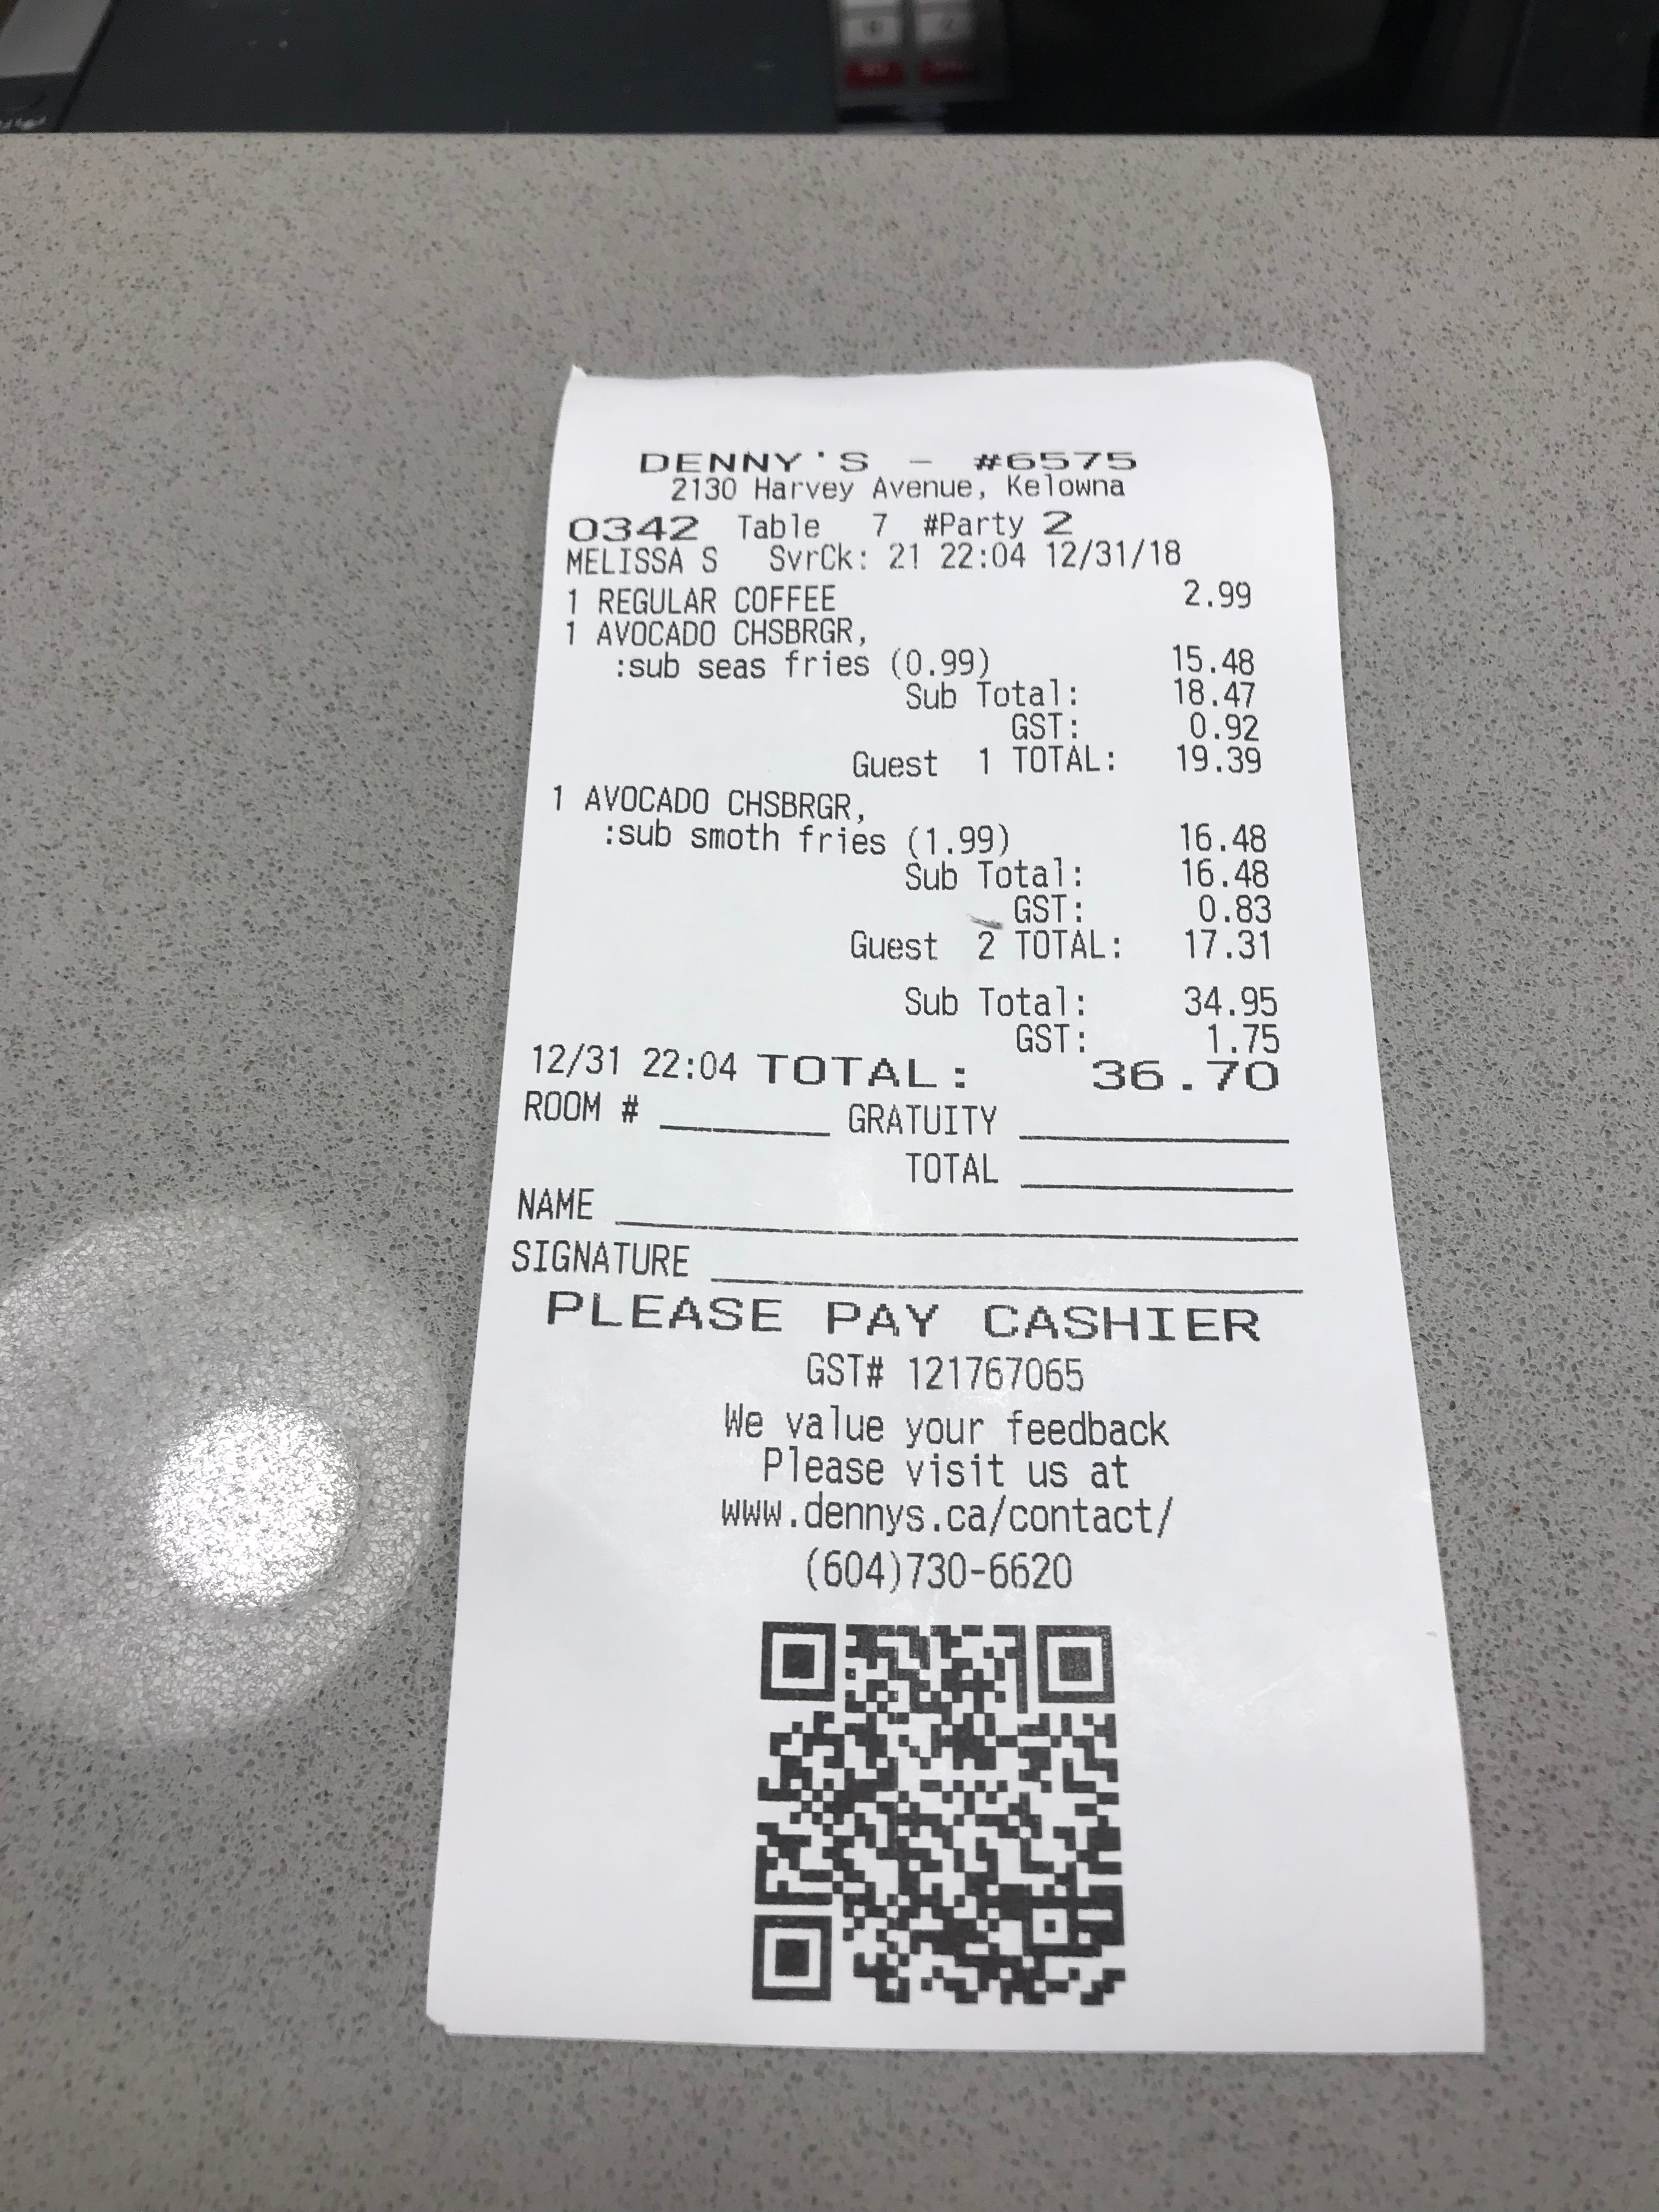 DENNY'S - #6575
2130 Harvey Avenue, Kelowna
0342 Table 7 #Party 2
MELISSA S SvrCk: 21 22:04 12/31/18
1 REGULAR COFFEE 2.99
1 AVOCADO CHSBRGR,
:sub seas fries (0.99) 15.48
Sub Total: 18.47
GST: 0.92
Guest 1 TOTAL: 19.39
1 AVOCADO CHSBRGR,
:sub smoth fries (1.99) 16.48
Sub Total: 16.48
GST: 0.83
Guest 2 TOTAL: 17.31
Sub Total: 34.95
GST: 1.75
12/31 22:04 TOTAL: 36.70
ROOM # ________ GRATUITY ____________
TOTAL ____________
NAME ______________________________
SIGNATURE __________________________
PLEASE PAY CASHIER
GST# 121767065
We value your feedback
Please visit us at
www.dennys.ca/contact/
(604)730-6620